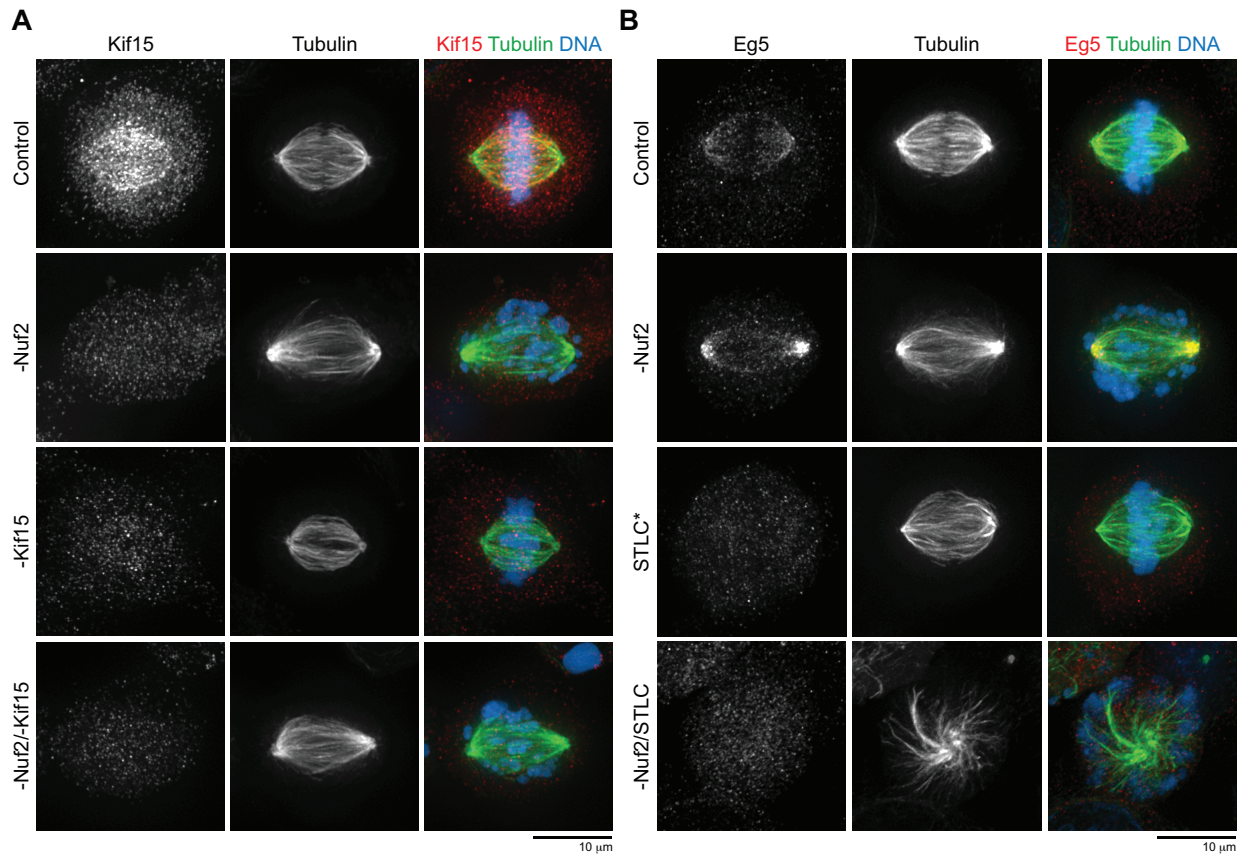 A
Kif15 Tubulin Kif15 Tubulin DNA
Control
-Nuf2
-Kif15
-Nuf2/-Kif15
10 μm
B
Eg5 Tubulin Eg5 Tubulin DNA
Control
-Nuf2
STLC*
-Nuf2/STLC
10 μm